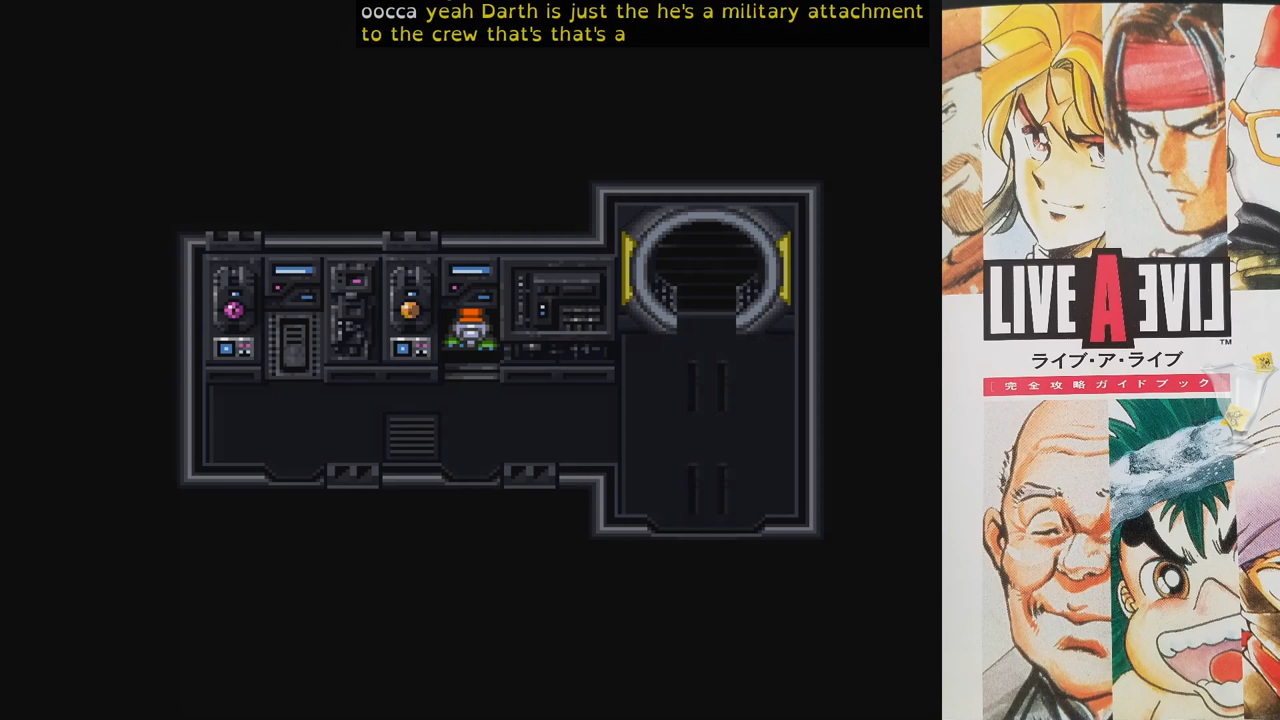 oocca yeah Darth is just the he's a military attachment
to the crew that's that's a
LIVE A LIVE
TM
ライブ・ア・ライブ
完全攻略ガイドブック